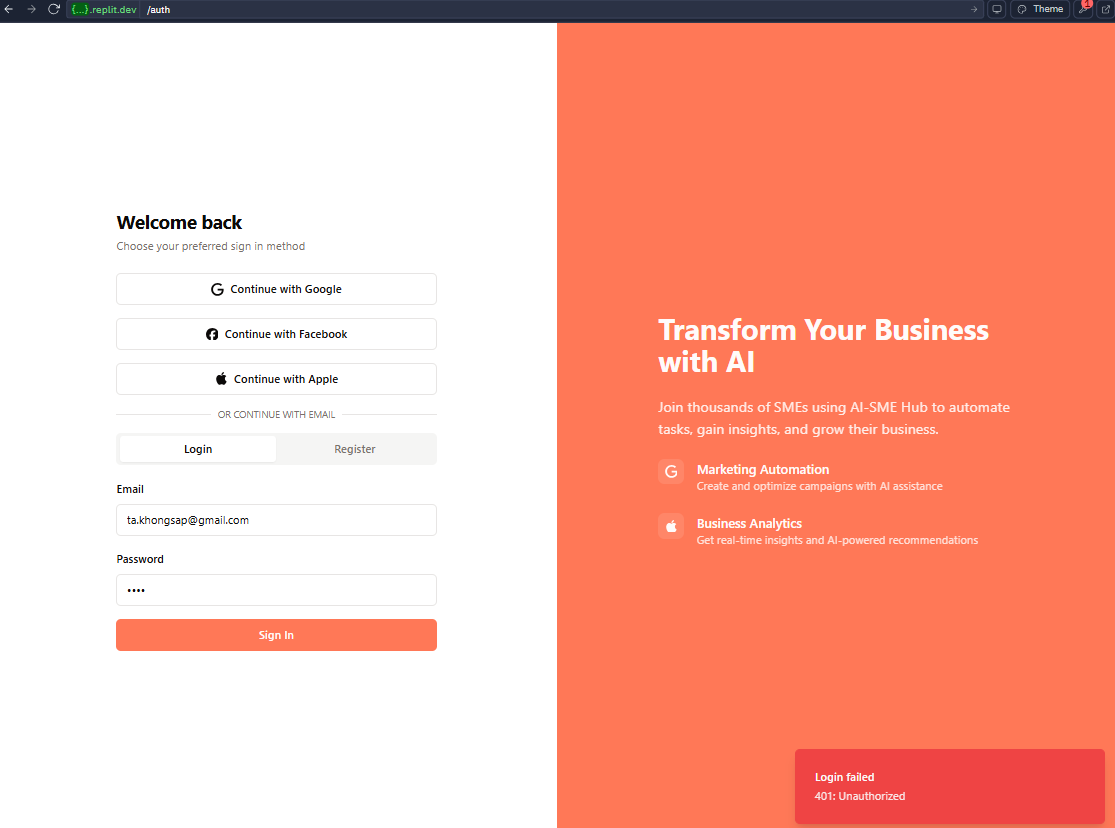 {...}.replit.dev /auth
Theme
1
Welcome back
Choose your preferred sign in method
Continue with Google
Continue with Facebook
Continue with Apple
OR CONTINUE WITH EMAIL
Login Register
Email
ta.khongsap@gmail.com
Password
••••
Sign In
Transform Your Business
with AI
Join thousands of SMEs using AI-SME Hub to automate
tasks, gain insights, and grow their business.
Marketing Automation
Create and optimize campaigns with AI assistance
Business Analytics
Get real-time insights and AI-powered recommendations
Login failed
401: Unauthorized